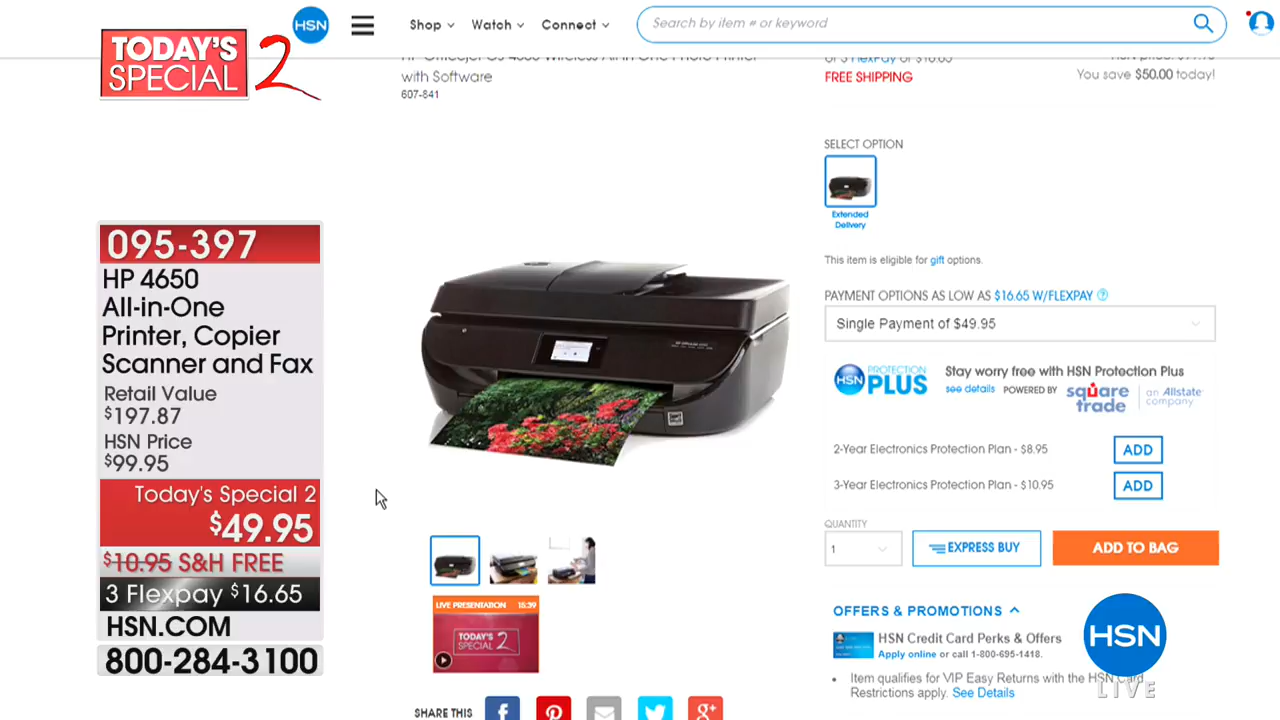 HSN
Shop
Watch
Connect
Search by item # or keyword
TODAY'S
SPECIAL 2
with Software
607-841
FREE SHIPPING
You save $50.00 today!
SELECT OPTION
Extended
Delivery
This item is eligible for gift options.
PAYMENT OPTIONS AS LOW AS $16.65 W/FLEXPAY ?
Single Payment of $49.95
HSN PROTECTION PLUS
Stay worry free with HSN Protection Plus
see details POWERED BY square trade an Allstate company
2-Year Electronics Protection Plan - $8.95 ADD
3-Year Electronics Protection Plan - $10.95 ADD
QUANTITY
1
EXPRESS BUY
ADD TO BAG
OFFERS & PROMOTIONS
HSN Credit Card Perks & Offers
Apply online or call 1-800-695-1418.
Item qualifies for VIP Easy Returns with the HSN Card
Restrictions apply. See Details
HSN
LIVE
095-397
HP 4650
All-in-One
Printer, Copier
Scanner and Fax
Retail Value
$197.87
HSN Price
$99.95
Today's Special 2
$49.95
$10.95 S&H FREE
3 Flexpay $16.65
HSN.COM
800-284-3100
LIVE PRESENTATION 15:39
TODAY'S
SPECIAL 2
SHARE THIS